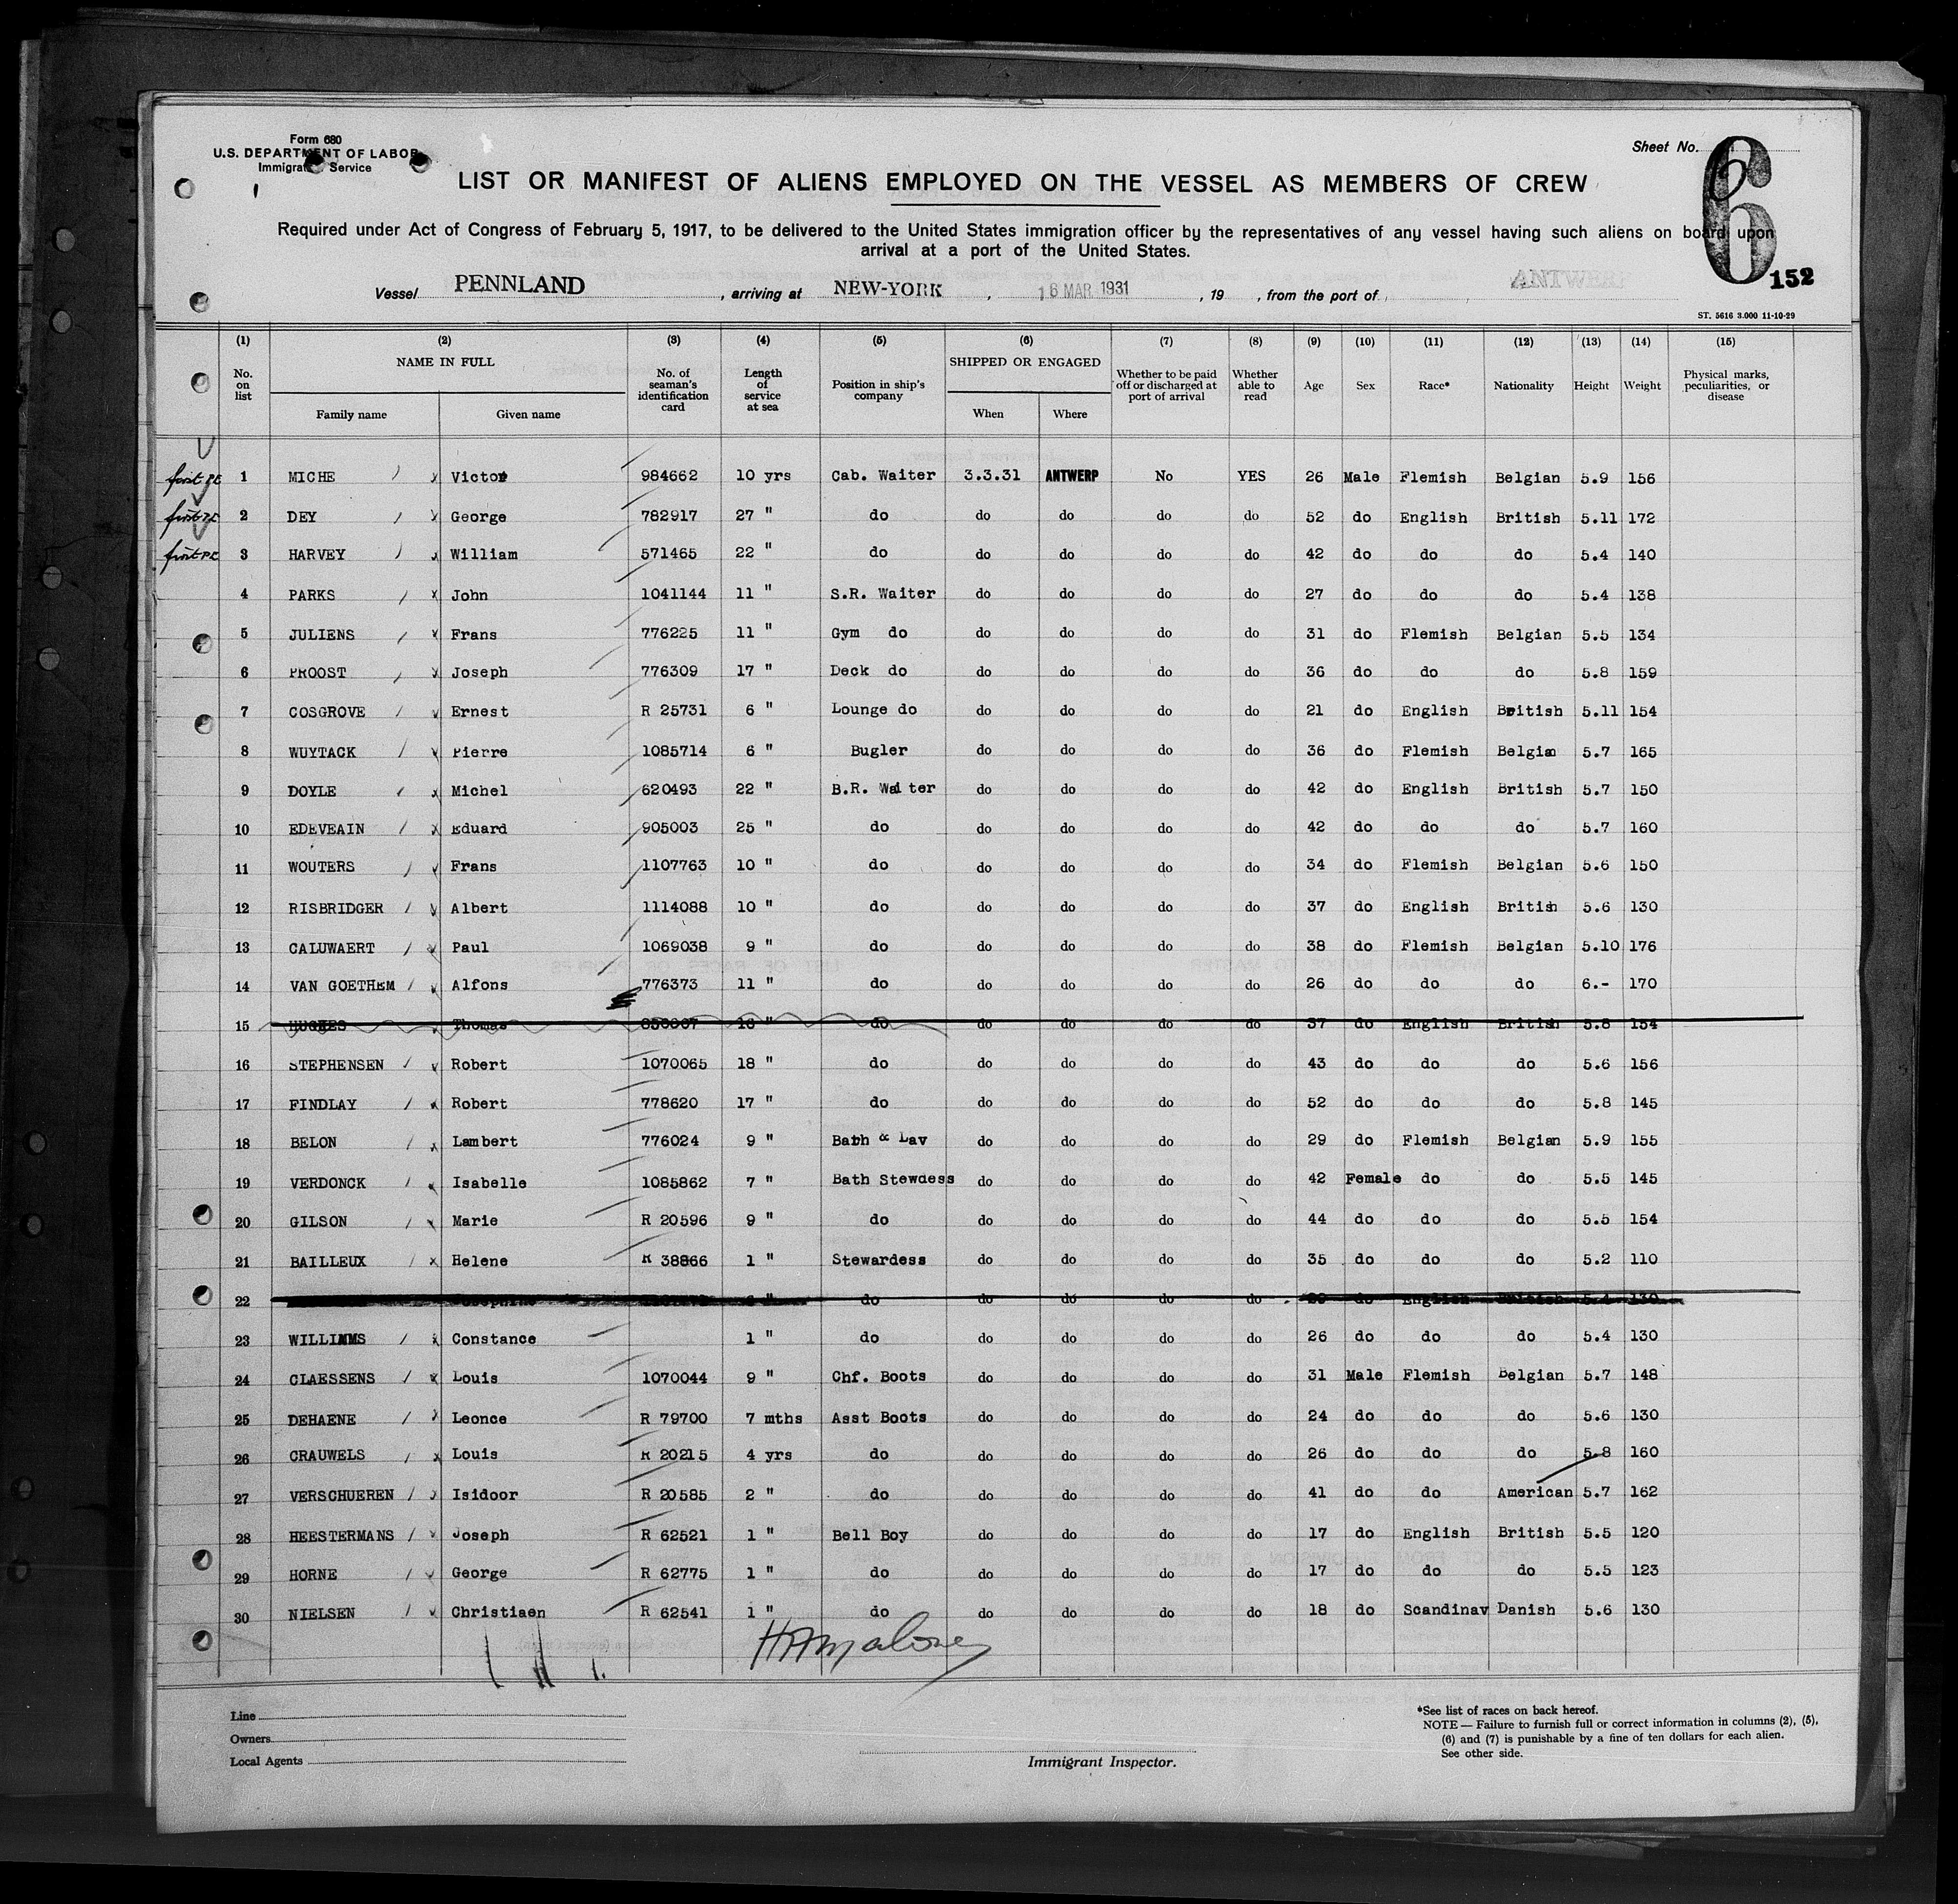 Form 680
U.S. DEPARTMENT OF LABOR
Immigrat Service
Sheet No. 6
LIST OR MANIFEST OF ALIENS EMPLOYED ON THE VESSEL AS MEMBERS OF CREW
Required under Act of Congress of February 5, 1917, to be delivered to the United States immigration officer by the representatives of any vessel having such aliens on board upon
arrival at a port of the United States.
152
Vessel PENNLAND, arriving at NEW-YORK, 16 MAR 1931, 19 , from the port of ANTWER
ST. 5616 3.000 11-10-29
(1) (2) (3) (4) (5) (6) (7) (8) (9) (10) (11) (12) (13) (14) (15)
No. on list NAME IN FULL Family name Given name No. of seaman's identification card Length of service at sea Position in ship's company SHIPPED OR ENGAGED When Where Whether to be paid off or discharged at port of arrival Whether able to read Age Sex Race* Nationality Height Weight Physical marks, peculiarities, or disease
1 MICHE Victor 984662 10 yrs Cab. Waiter 3.3.31 ANTWERP No YES 26 Male Flemish Belgian 5.9 156
2 DEY George 782917 27 " do do do do do 52 do English British 5.11 172
3 HARVEY William 571465 22 " do do do do do 42 do do do 5.4 140
4 PARKS John 1041144 11 " S.R. Waiter do do do do 27 do do do 5.4 138
5 JULIENS Frans 776225 11 " Gym do do do do do 31 do Flemish Belgian 5.5 134
6 PROOST Joseph 776309 17 " Deck do do do do do 36 do do do 5.8 159
7 COSGROVE Ernest R 25731 6 " Lounge do do do do do 21 do English British 5.11 154
8 WUYTACK Pierre 1085714 6 " Bugler do do do do 36 do Flemish Belgian 5.7 165
9 DOYLE Michel 620493 22 " B.R. Waiter do do do do 42 do English British 5.7 150
10 EDEVEAIN Eduard 905003 25 " do do do do do 42 do do do 5.7 160
11 WOUTERS Frans 1107763 10 " do do do do do 34 do Flemish Belgian 5.6 150
12 RISBRIDGER Albert 1114088 10 " do do do do do 37 do English British 5.6 130
13 CALUWAERT Paul 1069038 9 " do do do do do 38 do Flemish Belgian 5.10 176
14 VAN GOETHEM Alfons 776373 11 " do do do do do 26 do do do 6.- 170
15 HUGHES Thomas 16 " do do do do do 37 do English British 5.8 154
16 STEPHENSEN Robert 1070065 18 " do do do do do 43 do do do 5.6 156
17 FINDLAY Robert 778620 17 " do do do do do 52 do do do 5.8 145
18 BELON Lambert 776024 9 " Bath & Lav do do do do 29 do Flemish Belgian 5.9 155
19 VERDONCK Isabelle 1085862 7 " Bath Stewdess do do do do 42 Female do do 5.5 145
20 GILSON Marie R 20596 9 " do do do do do 44 do do do 5.5 154
21 BAILLEUX Helene R 38866 1 " Stewardess do do do do 35 do do do 5.2 110
22 Josephine " do do do do do do English British 5.4 130
23 WILLIAMS Constance 1 " do do do do do 26 do do do 5.4 130
24 CLAESSENS Louis 1070044 9 " Chf. Boots do do do do 31 Male Flemish Belgian 5.7 148
25 DEHAENE Leonce R 79700 7 mths Asst Boots do do do do 24 do do do 5.6 130
26 CRAUWELS Louis R 20215 4 yrs do do do do do 26 do do do 5.8 160
27 VERSCHUEREN Isidoor R 20585 2 " do do do do do 41 do do American 5.7 162
28 HEESTERMANS Joseph R 62521 1 " Bell Boy do do do do 17 do English British 5.5 120
29 HORNE George R 62775 1 " do do do do do 17 do do do 5.5 123
30 NIELSEN Christiaen R 62541 1 " do do do do do 18 do Scandinav Danish 5.6 130
Line
Owners
Local Agents
Immigrant Inspector.
*See list of races on back hereof.
NOTE — Failure to furnish full or correct information in columns (2), (5),
(6) and (7) is punishable by a fine of ten dollars for each alien.
See other side.